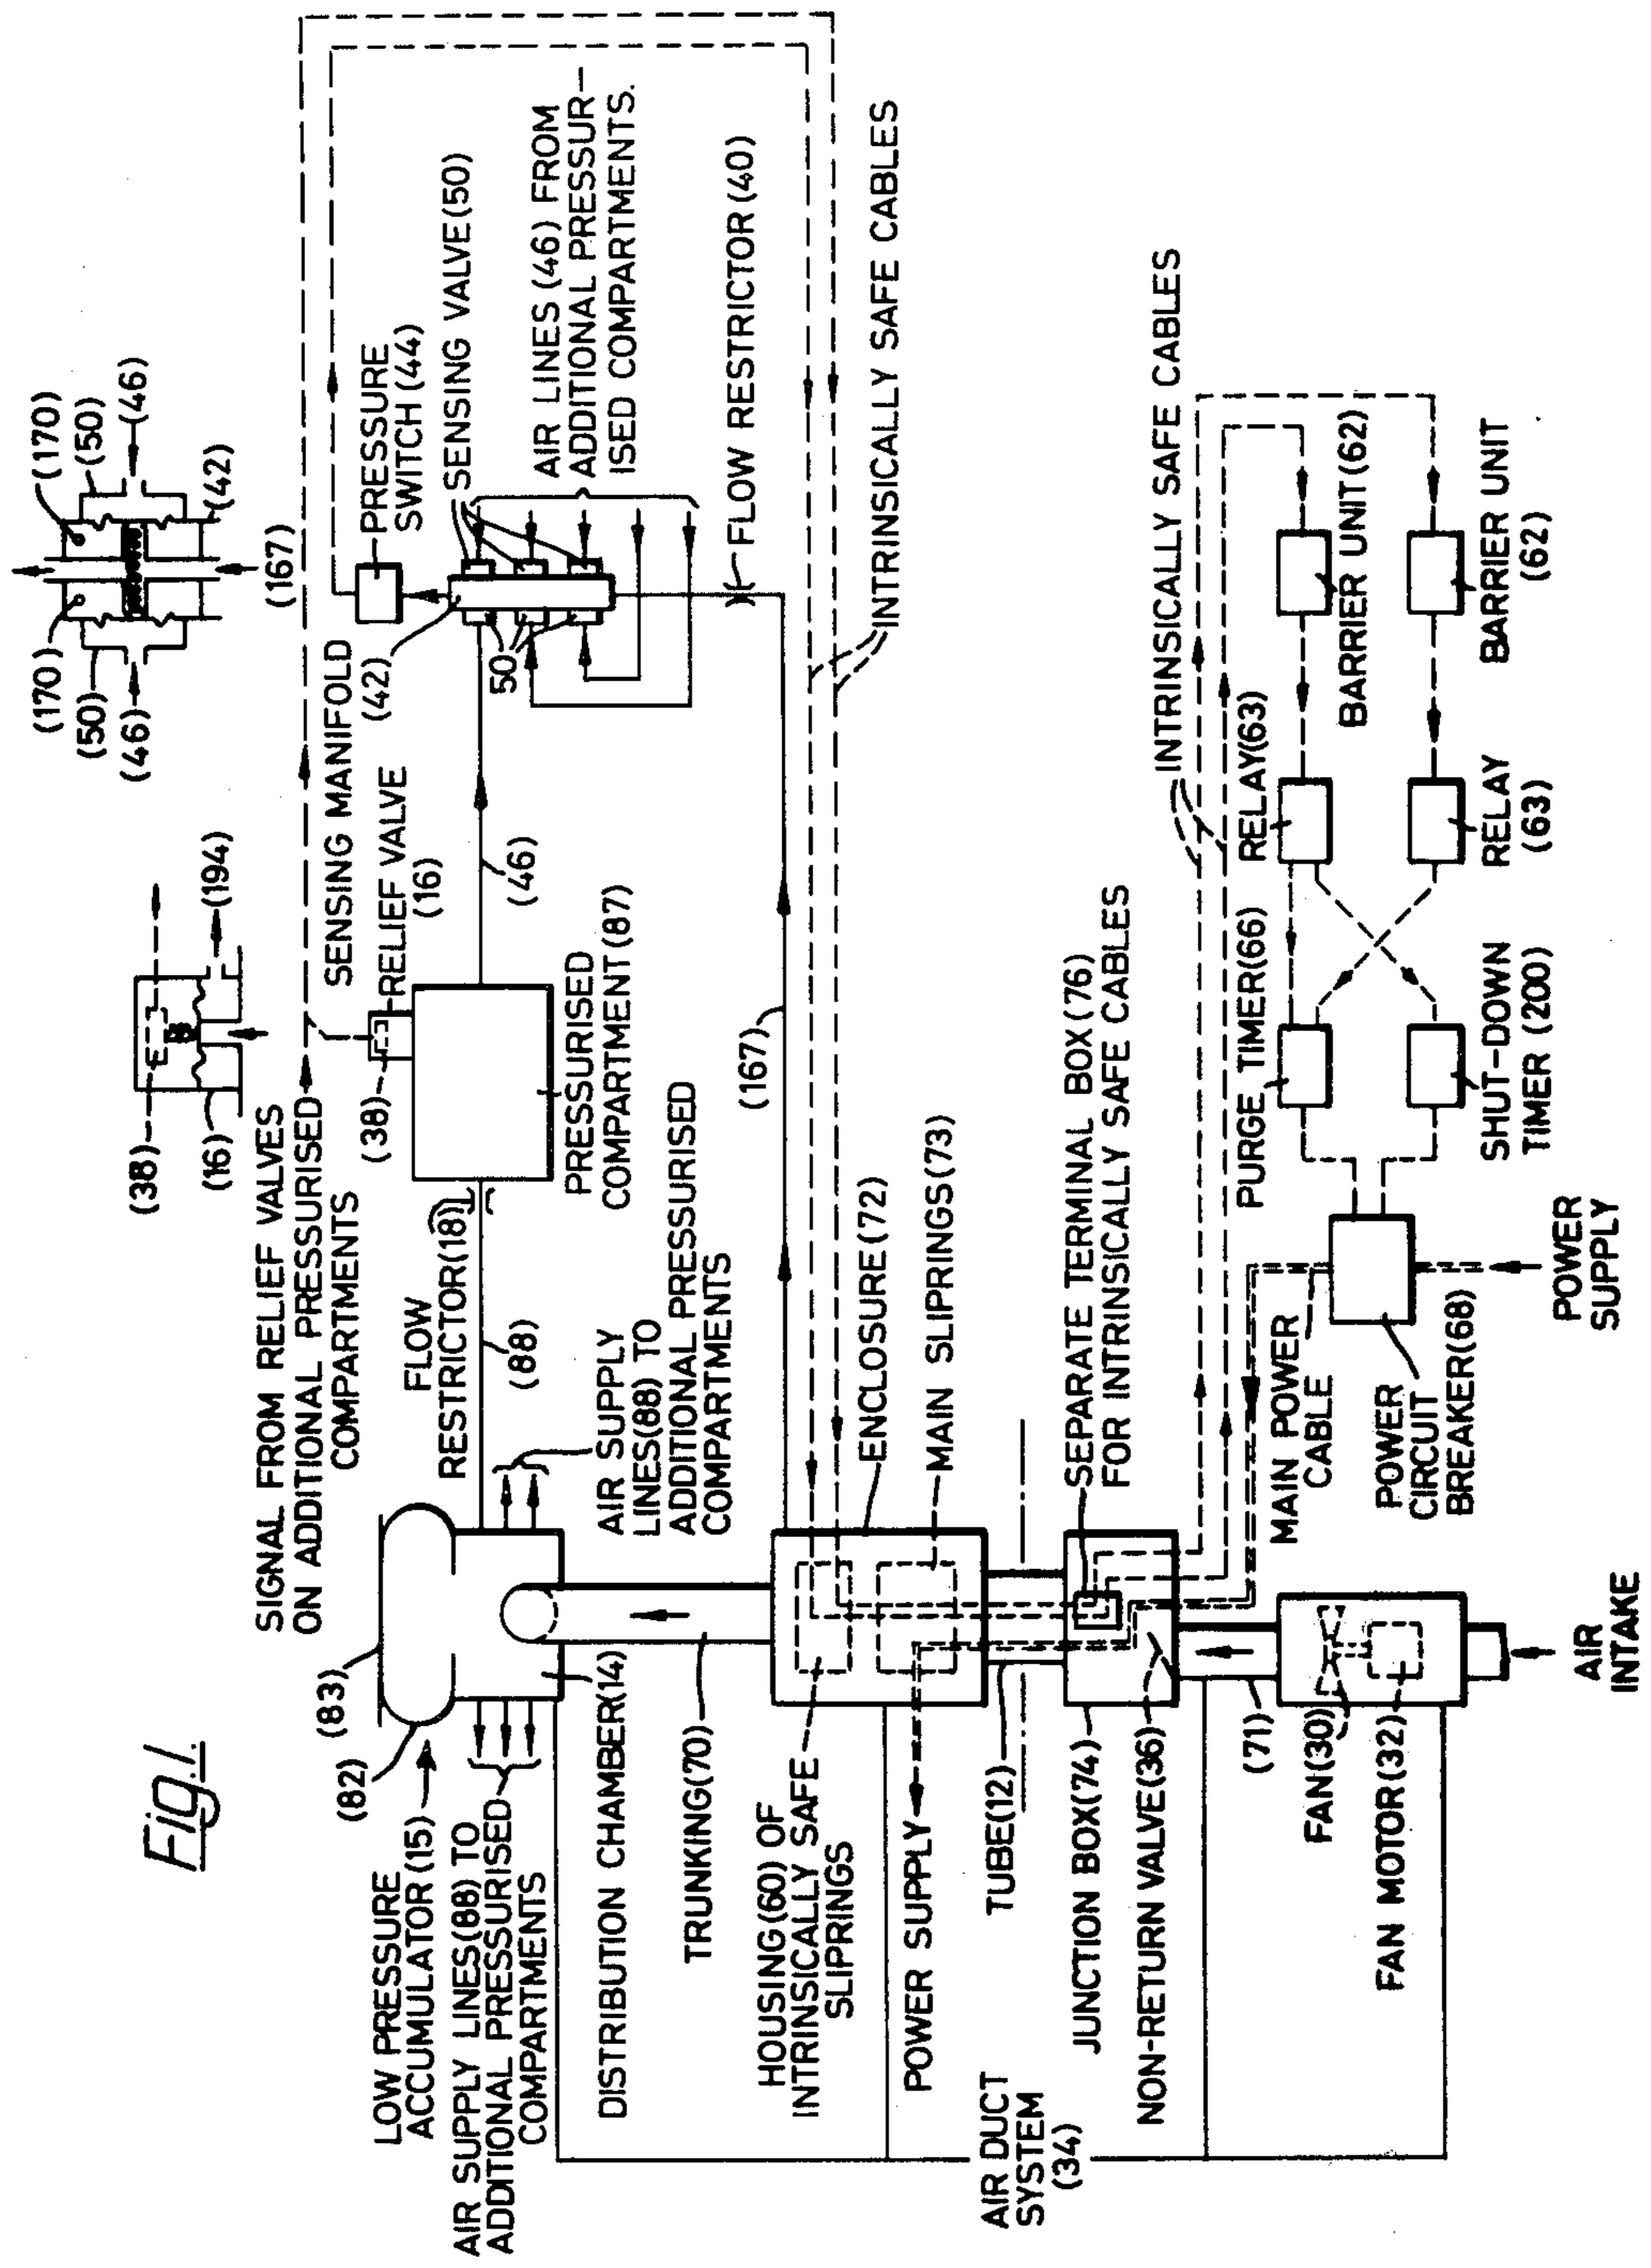 Fig.1.
(170)
(50)
(46)
(170)
(50)
(46)
(42)
(167)
(38)
(16)
(194)
SIGNAL FROM RELIEF VALVES
ON ADDITIONAL PRESSURISED
COMPARTMENTS
SENSING MANIFOLD
(42)
PRESSURE
SWITCH (44)
SENSING VALVE(50)
50
AIR LINES (46) FROM
ADDITIONAL PRESSUR-
ISED COMPARTMENTS.
FLOW RESTRICTOR(40)
INTRINSICALLY SAFE CABLES
RELIEF VALVE
(16)
(38)
(46)
PRESSURISED
COMPARTMENT(87)
FLOW
RESTRICTOR(18)
(88)
(167)
(83)
(82)
LOW PRESSURE
ACCUMULATOR (15)
AIR SUPPLY LINES(88) TO
ADDITIONAL PRESSURISED
COMPARTMENTS
AIR SUPPLY
LINES(88) TO
ADDITIONAL PRESSURISED
COMPARTMENTS
DISTRIBUTION CHAMBER(14)
TRUNKING(70)
HOUSING(60) OF
INTRINSICALLY SAFE
SLIPRINGS
ENCLOSURE(72)
MAIN SLIPRINGS(73)
POWER SUPPLY
TUBE(12)
SEPARATE TERMINAL BOX(76)
FOR INTRINSICALLY SAFE CABLES
JUNCTION BOX(74)
NON-RETURN VALVE(36)
AIR DUCT
SYSTEM
(34)
(71)
FAN(30)
FAN MOTOR(32)
AIR
INTAKE
MAIN POWER
CABLE
POWER
CIRCUIT
BREAKER(68)
POWER
SUPPLY
PURGE TIMER(66)
SHUT-DOWN
TIMER (200)
RELAY(63)
RELAY
(63)
BARRIER UNIT(62)
BARRIER UNIT
(62)
INTRINSICALLY SAFE CABLES